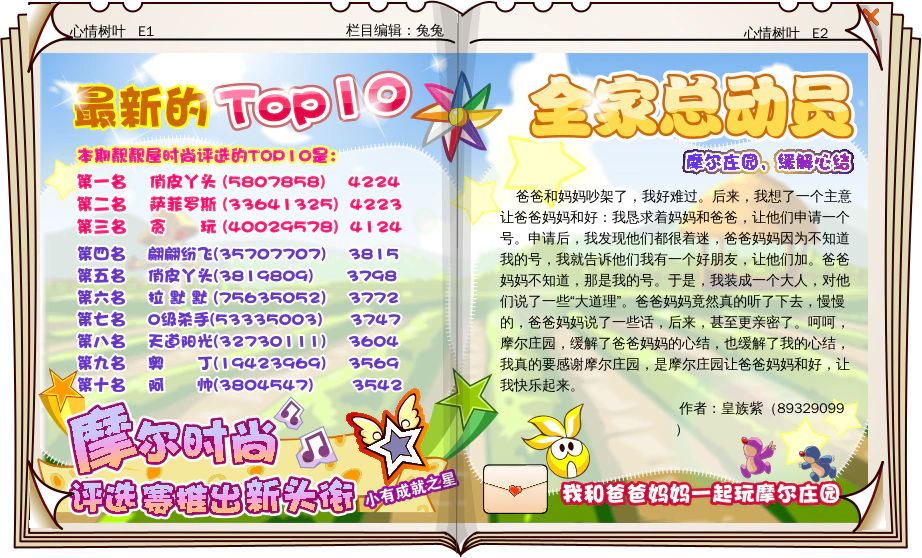 心情树叶 E1
栏目编辑：兔兔
最新的 Top10
本期靓靓屋时尚评选的TOP10是：
第一名 俏皮丫头 (5807858) 4224
第二名 萨菲罗斯 (33641325) 4223
第三名 贪 玩 (40029578) 4124
第四名 翩翩纷飞(35707707) 3815
第五名 俏皮丫头(3819809) 3798
第六名 拉 默 默 (75635052) 3772
第七名 0级杀手(53335003) 3747
第八名 天道阳光(32730111) 3604
第九名 奥 丁(19423969) 3569
第十名 阿 帅(3804547) 3542
摩尔时尚
评选赛推出新头衔
小有成就之星
心情树叶 E2
全家总动员
摩尔庄园、缓解心结
爸爸和妈妈吵架了，我好难过。后来，我想了一个主意
让爸爸妈妈和好：我恳求着妈妈和爸爸，让他们申请一个
号。申请后，我发现他们都很着迷，爸爸妈妈因为不知道
我的号，我就告诉他们我有一个好朋友，让他们加。爸爸
妈妈不知道，那是我的号。于是，我装成一个大人，对他
们说了一些“大道理”。爸爸妈妈竟然真的听了下去，慢慢
的，爸爸妈妈说了一些话，后来，甚至更亲密了。呵呵，
摩尔庄园，缓解了爸爸妈妈的心结，也缓解了我的心结，
我真的要感谢摩尔庄园，是摩尔庄园让爸爸妈妈和好，让
我快乐起来。
作者：皇族紫（89329099
）
我和爸爸妈妈一起玩摩尔庄园